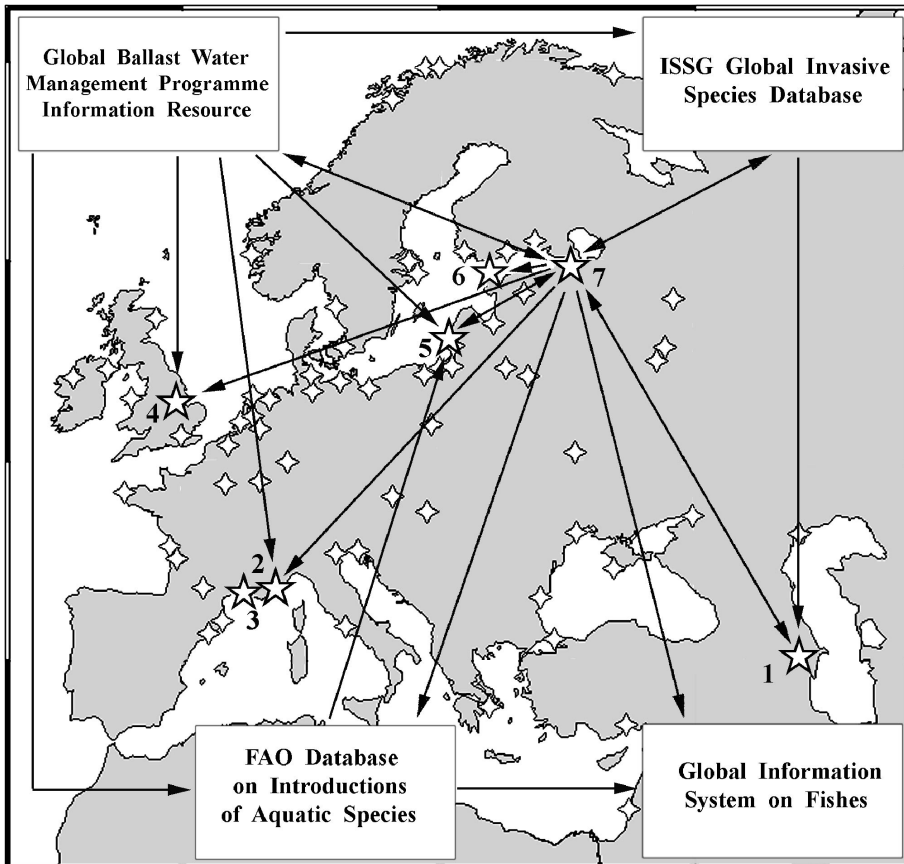 Global Ballast Water
Management Programme
Information Resource
ISSG Global Invasive
Species Database
6
7
5
4
2
3
1
FAO Database
on Introductions
of Aquatic Species
Global Information
System on Fishes